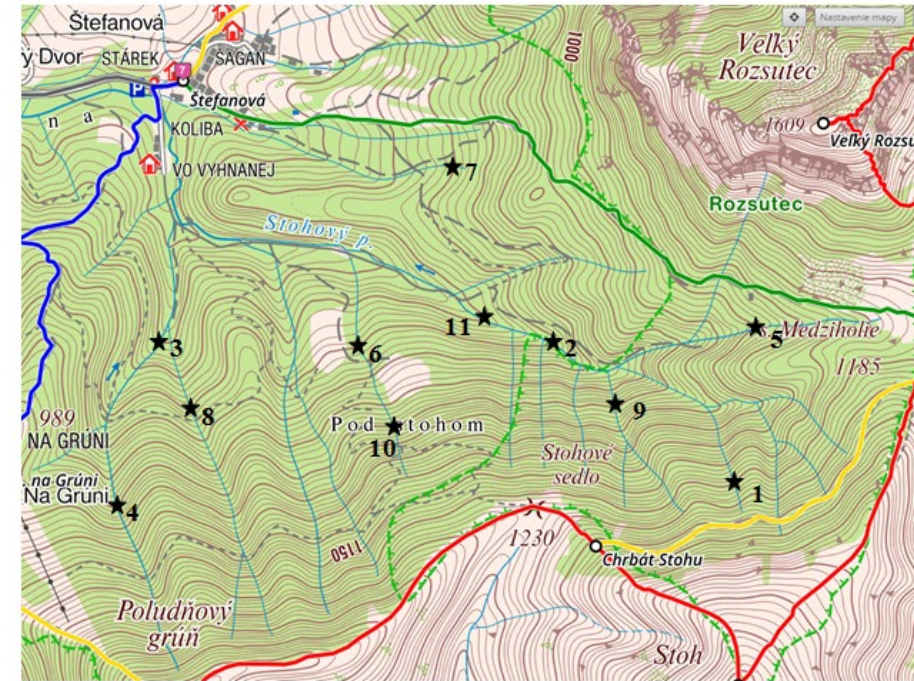 Nastavenie mapy
Štefanová
ý Dvor
STÁREK
SAGAN
7
P
Štefanová
n a
KOLIBA
VO VYHNANEJ
1000
Veľký
Rozsutec
1609
Veľký Rozsu
7
Rozsutec
Stohový p.
11
2
3
6
5
s. Medziholie
1185
8
9
989
NA GRÚNI
Pod stohom
10
Stohové
sedlo
na Grúni
Na Grúni
4
1
1150
1230
Chrbát Stohu
Poludňový
grúň
Stoh